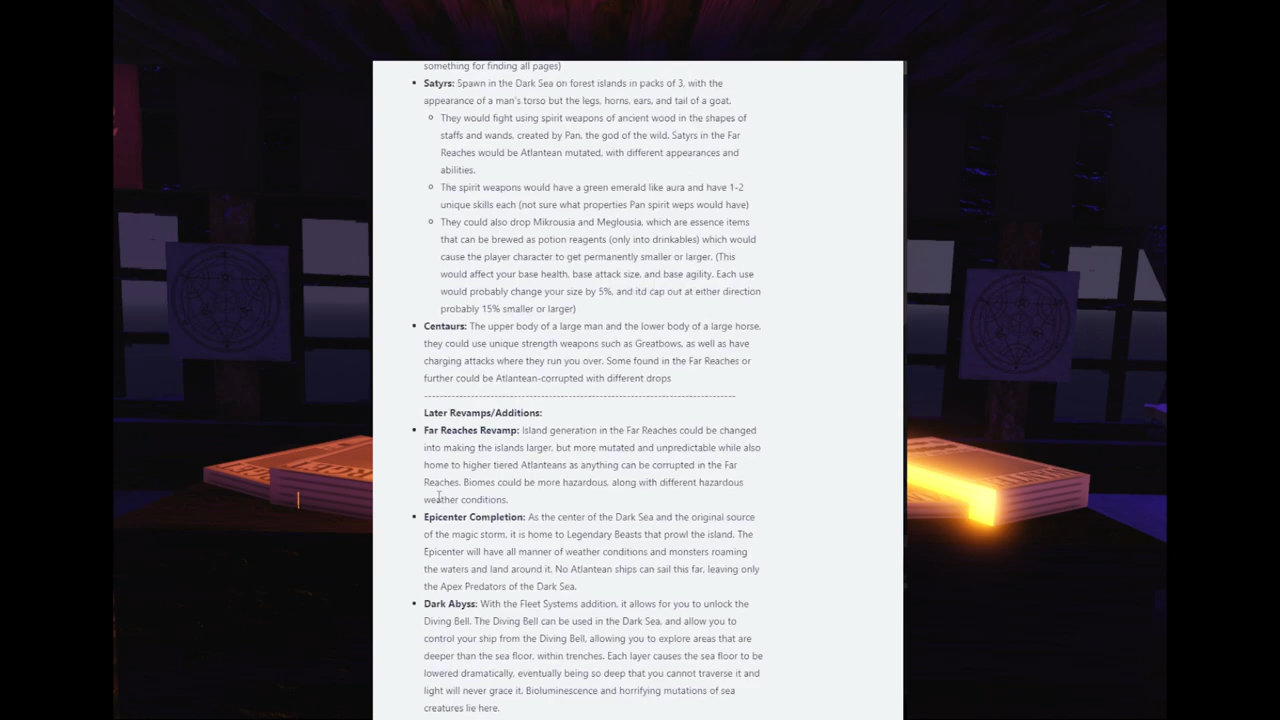 something for finding all pages)
Satyrs: Spawn in the Dark Sea on forest islands in packs of 3, with the
appearance of a man's torso but the legs, horns, ears, and tail of a goat.
They would fight using spirit weapons of ancient wood in the shapes of
staffs and wands, created by Pan, the god of the wild. Satyrs in the Far
Reaches would be Atlantean mutated, with different appearances and
abilities.
The spirit weapons would have a green emerald like aura and have 1-2
unique skills each (not sure what properties Pan spirit weps would have)
They could also drop Mikrousia and Meglousia, which are essence items
that can be brewed as potion reagents (only into drinkables) which would
cause the player character to get permanently smaller or larger. (This
would affect your base health, base attack size, and base agility. Each use
would probably change your size by 5%, and itd cap out at either direction
probably 15% smaller or larger)
Centaurs: The upper body of a large man and the lower body of a large horse,
they could use unique strength weapons such as Greatbows, as well as have
charging attacks where they run you over. Some found in the Far Reaches or
further could be Atlantean-corrupted with different drops
--------------------------------------------------------------------------------
Later Revamps/Additions:
Far Reaches Revamp: Island generation in the Far Reaches could be changed
into making the islands larger, but more mutated and unpredictable while also
home to higher tiered Atlanteans as anything can be corrupted in the Far
Reaches. Biomes could be more hazardous, along with different hazardous
weather conditions.
Epicenter Completion: As the center of the Dark Sea and the original source
of the magic storm, it is home to Legendary Beasts that prowl the island. The
Epicenter will have all manner of weather conditions and monsters roaming
the waters and land around it. No Atlantean ships can sail this far, leaving only
the Apex Predators of the Dark Sea.
Dark Abyss: With the Fleet Systems addition, it allows for you to unlock the
Diving Bell. The Diving Bell can be used in the Dark Sea, and allow you to
control your ship from the Diving Bell, allowing you to explore areas that are
deeper than the sea floor, within trenches. Each layer causes the sea floor to be
lowered dramatically, eventually being so deep that you cannot traverse it and
light will never grace it. Bioluminescence and horrifying mutations of sea
creatures lie here.